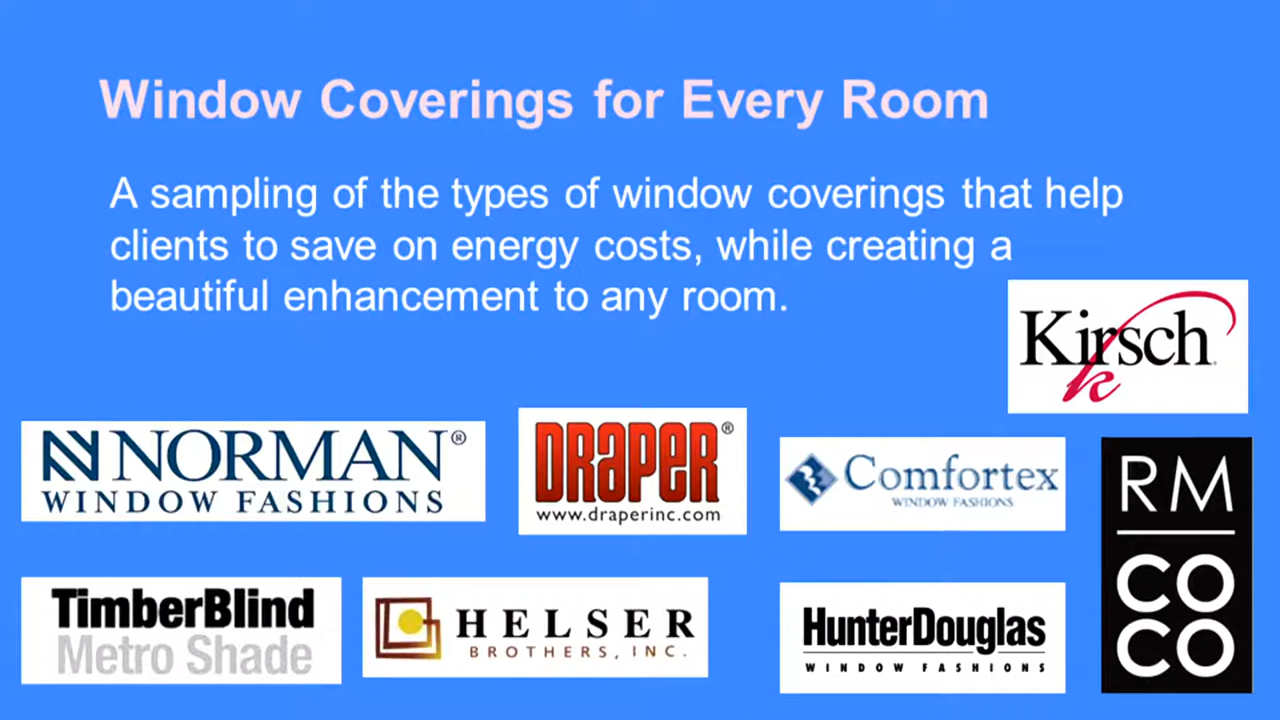 Window Coverings for Every Room
A sampling of the types of window coverings that help
clients to save on energy costs, while creating a
beautiful enhancement to any room.
Kirsch
k
NORMAN®
WINDOW FASHIONS
DRAPER®
www.draperinc.com
Comfortex
WINDOW FASHIONS
RM
CO
CO
TimberBlind
Metro Shade
HELSER
BROTHERS, INC.
HunterDouglas
WINDOW FASHIONS